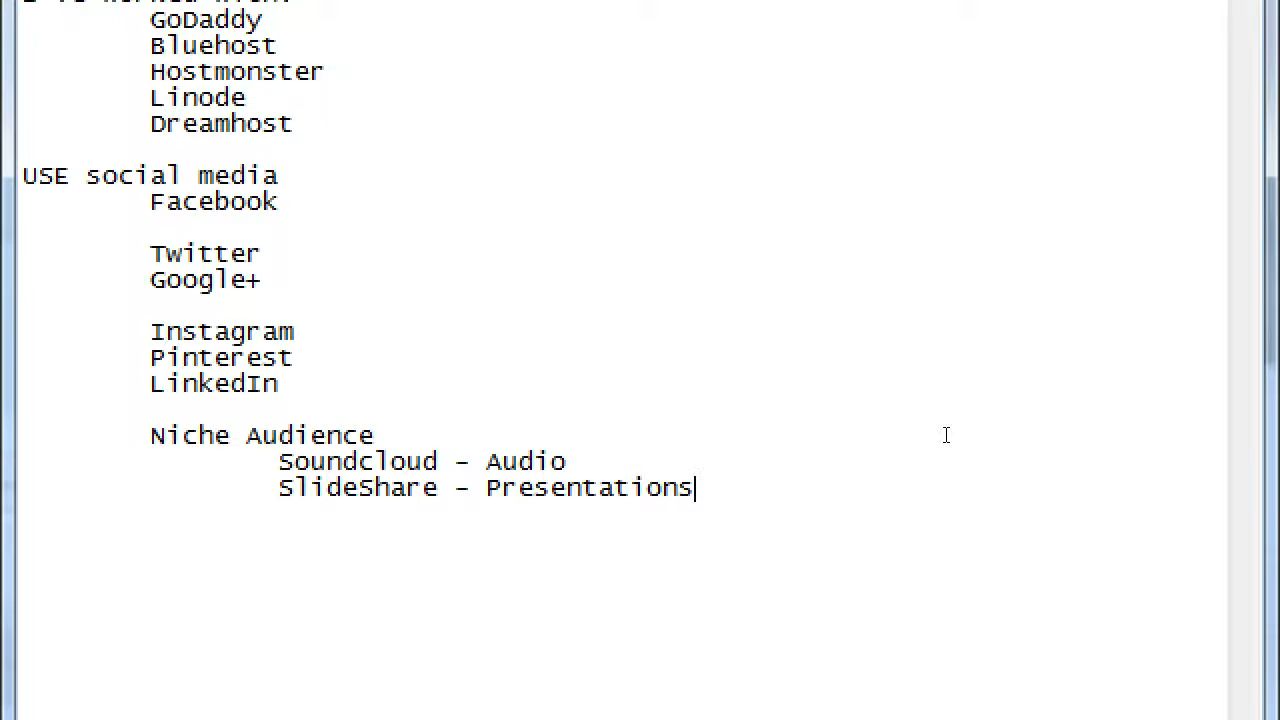 GoDaddy
Bluehost
Hostmonster
Linode
Dreamhost
USE social media
Facebook
Twitter
Google+
Instagram
Pinterest
LinkedIn
Niche Audience
Soundcloud – Audio
SlideShare – Presentations